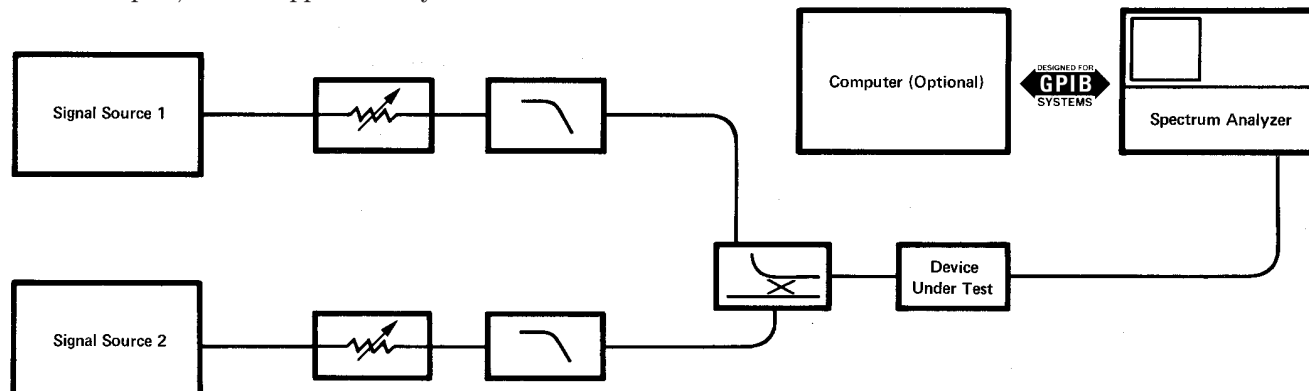 Signal Source 1
Computer (Optional)
DESIGNED FOR
GPIB
SYSTEMS
Spectrum Analyzer
Device
Under Test
Signal Source 2